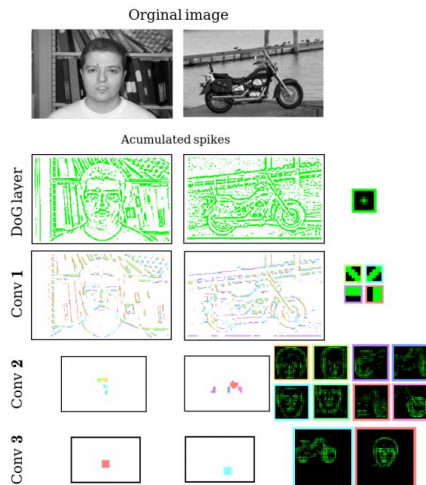 Orginal image
Acumulated spikes
DoG layer
Conv 1
Conv 2
Conv 3